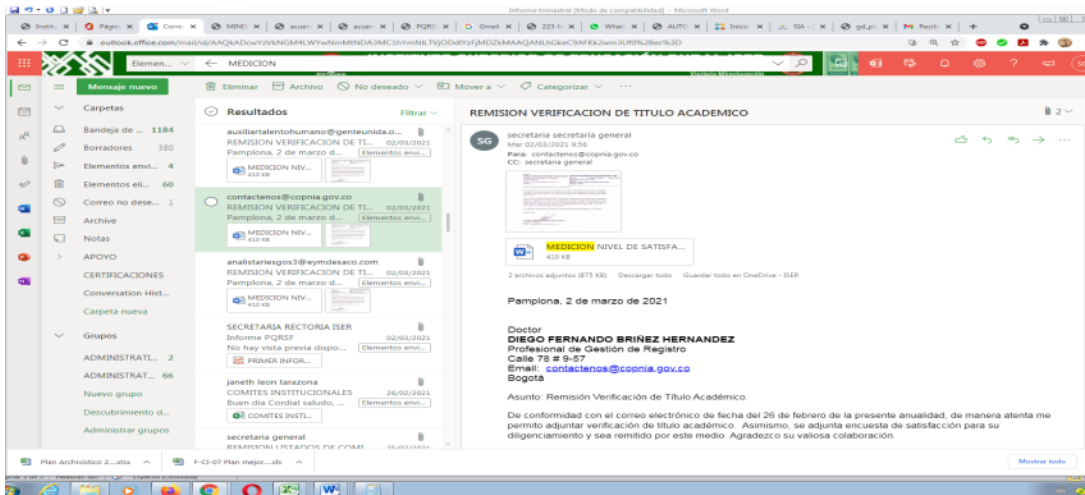 Informe trimestral [Modo de compatibilidad] - Microsoft Word
outlook.office.com/mail/id/
Elemen...
MEDICION
Mensaje nuevo
Eliminar
Archivo
No deseado
Mover a
Categorizar
Carpetas
Bandeja de ... 1184
Borradores 380
Elementos envi... 4
Elementos eli... 60
Correo no dese... 1
Archive
Notas
APOYO
CERTIFICACIONES
Conversation Hist...
Carpeta nueva
Grupos
ADMINISTRATI... 2
ADMINISTRAT... 66
Nuevo grupo
Descubrimiento d...
Administrar grupos
Resultados
Filtrar
auxiliartalentohumano@genteunida.o...
REMISION VERIFICACION DE TI... 02/03/2021
Pamplona, 2 de marzo d... Elementos envi...
MEDICION NIV...
410 KB
contactenos@copnia.gov.co
REMISION VERIFICACION DE TI... 02/03/2021
Pamplona, 2 de marzo d... Elementos envi...
MEDICION NIV...
410 KB
analistariesgos3@eymdesaco.com
REMISION VERIFICACION DE TI... 02/03/2021
Pamplona, 2 de marzo d... Elementos envi...
MEDICION NIV...
410 KB
SECRETARIA RECTORIA ISER
Informe PQRSF 02/03/2021
No hay vista previa dispo... Elementos envi...
PRIMER INFOR...
janeth leon tarazona
COMITES INSTITUCIONALES 26/02/2021
Buen dia Cordial saludo, ... Elementos envi...
COMITES INSTI...
secretaria general
REMISION LISTADOS DE COMI... 25/02/2021
REMISION VERIFICACION DE TITULO ACADEMICO
2
SG
secretaria secretaria general
Mar 02/03/2021 9:56
Para: contactenos@copnia.gov.co
CC: secretaria general
MEDICION NIVEL DE SATISFA...
410 KB
2 archivos adjuntos (875 KB) Descargar todo Guardar todo en OneDrive - ISER
Pamplona, 2 de marzo de 2021
Doctor
DIEGO FERNANDO BRIÑEZ HERNANDEZ
Profesional de Gestión de Registro
Calle 78 # 9-57
Email: contactenos@copnia.gov.co
Bogotá
Asunto: Remisión Verificación de Título Académico.
De conformidad con el correo electrónico de fecha del 26 de febrero de la presente anualidad, de manera atenta me
permito adjuntar verificación de título académico. Asimismo, se adjunta encuesta de satisfacción para su
diligenciamiento y sea remitido por este medio. Agradezco su valiosa colaboración.
Plan Archivistico 2....xlsx
F-CI-07 Plan mejor....xls
Mostrar todo